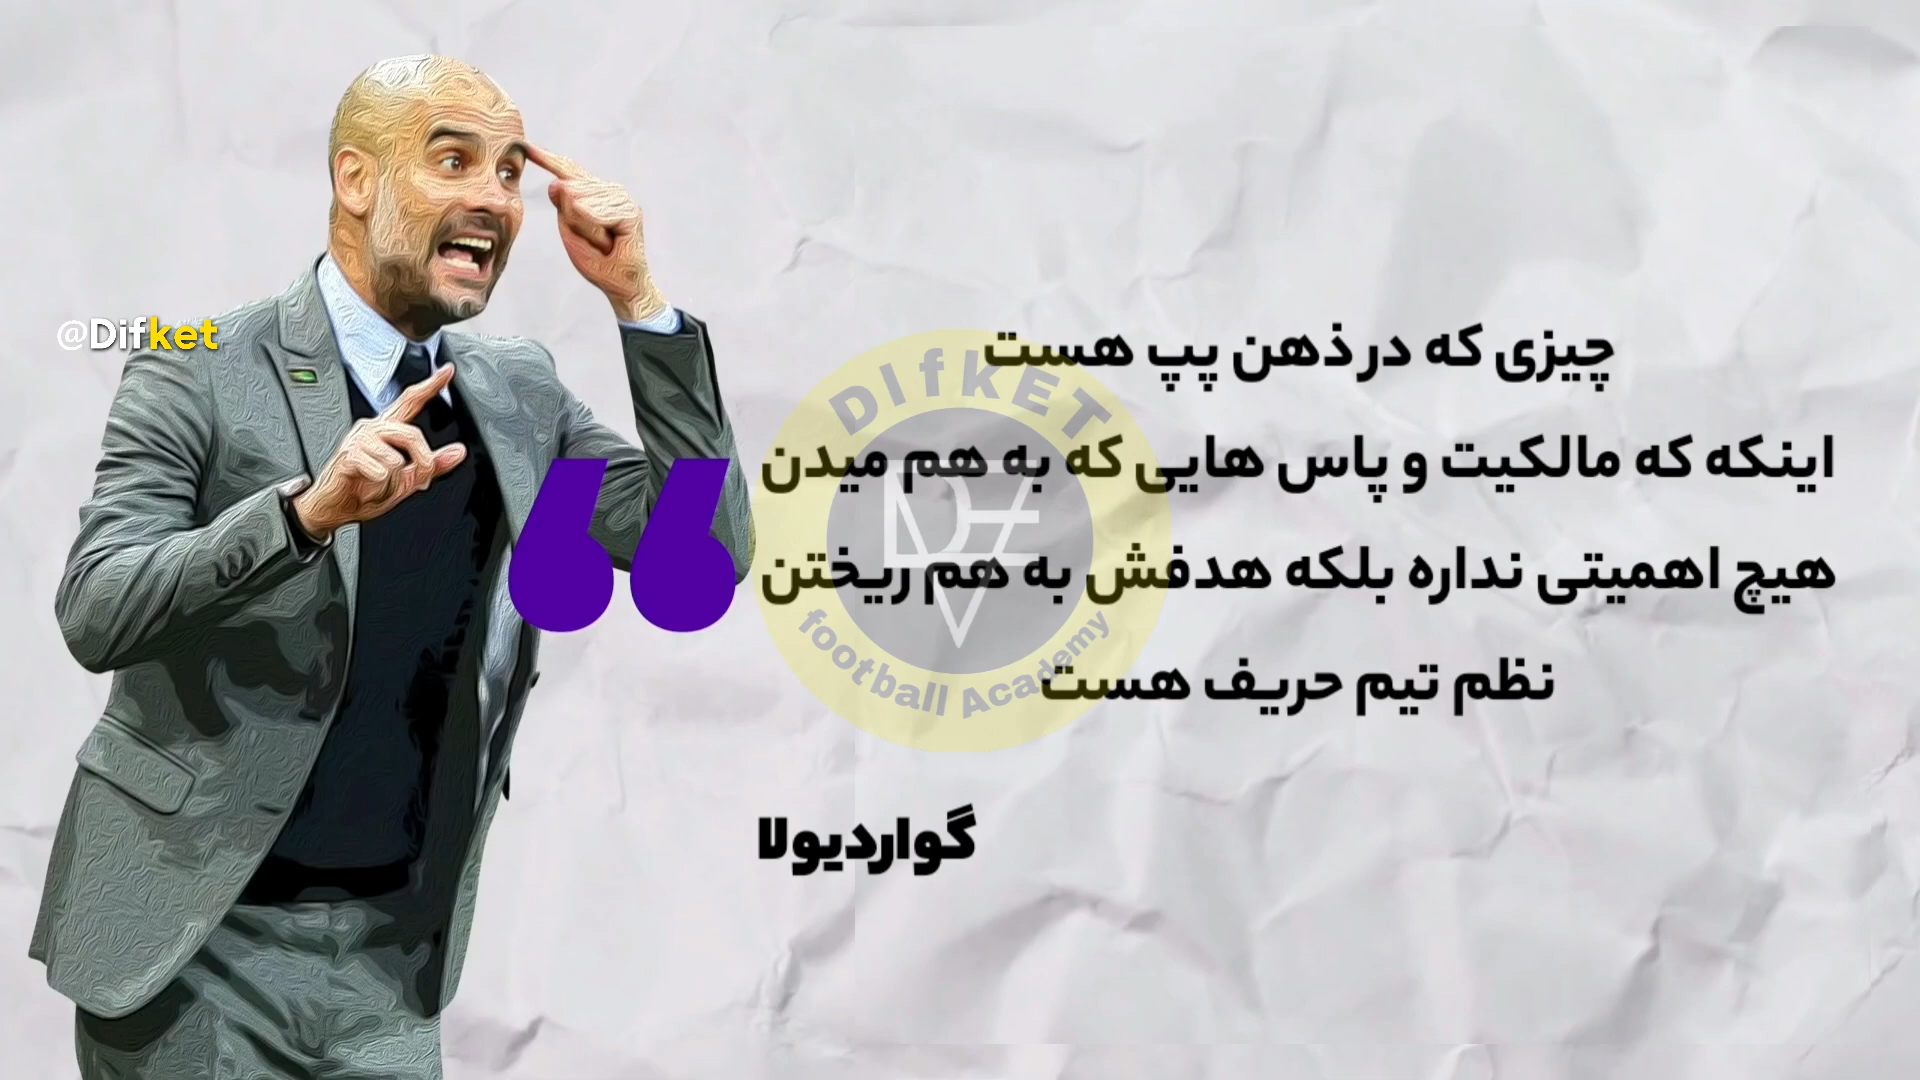 @Difket
چیزی که در ذهن پپ هست
اینکه که مالکیت و پاس هایی که به هم میدن
هیچ اهمیتی نداره بلکه هدفش به هم ریختن
نظم تیم حریف هست
گواردیولا
DIfKET
football Academy